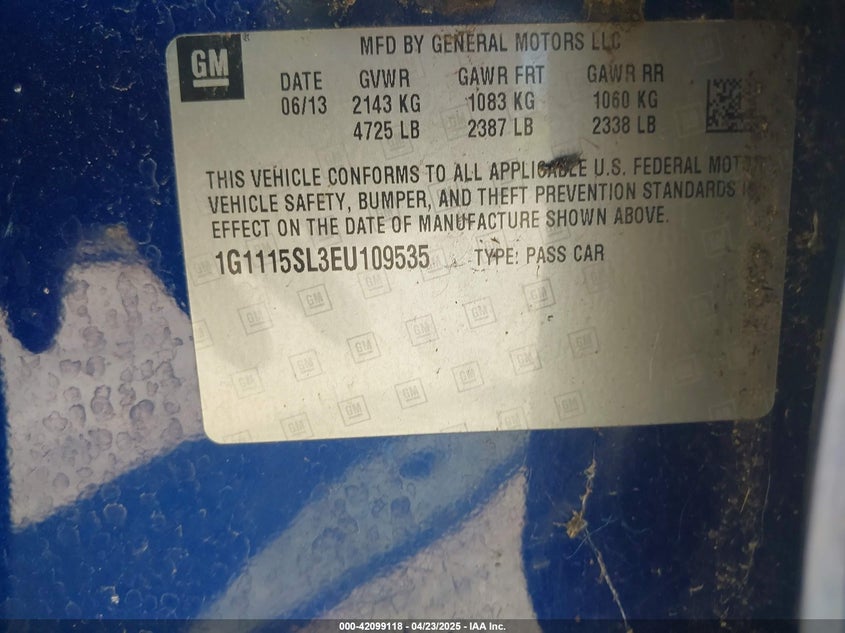 GM
MFD BY GENERAL MOTORS LLC
DATE GVWR GAWR FRT GAWR RR
06/13 2143 KG 1083 KG 1060 KG
4725 LB 2387 LB 2338 LB
THIS VEHICLE CONFORMS TO ALL APPLICABLE U.S. FEDERAL MOTOR
VEHICLE SAFETY, BUMPER, AND THEFT PREVENTION STANDARDS IN
EFFECT ON THE DATE OF MANUFACTURE SHOWN ABOVE.
1G1115SL3EU109535 TYPE: PASS CAR
000-42099118 - 04/23/2025 - IAA Inc.